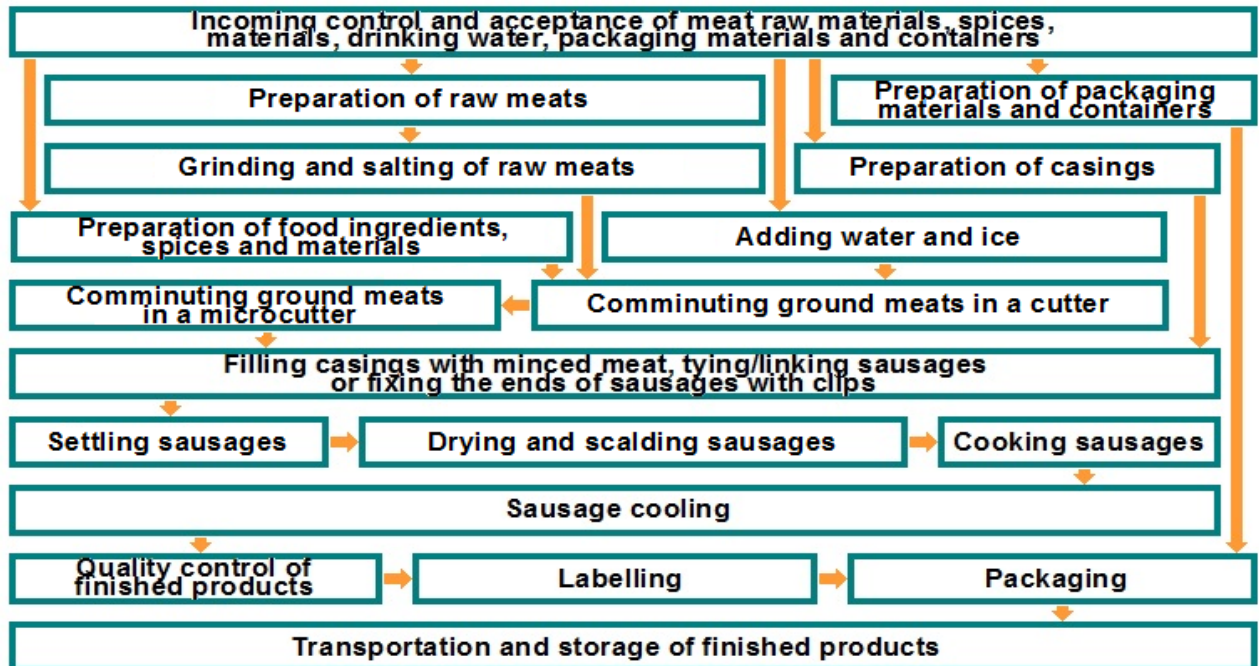 Incoming control and acceptance of meat raw materials, spices,
materials, drinking water, packaging materials and containers
Preparation of raw meats
Preparation of packaging
materials and containers
Grinding and salting of raw meats
Preparation of casings
Preparation of food ingredients,
spices and materials
Adding water and ice
Comminuting ground meats
in a microcutter
Comminuting ground meats in a cutter
Filling casings with minced meat, tying/linking sausages
or fixing the ends of sausages with clips
Settling sausages
Drying and scalding sausages
Cooking sausages
Sausage cooling
Quality control of
finished products
Labelling
Packaging
Transportation and storage of finished products